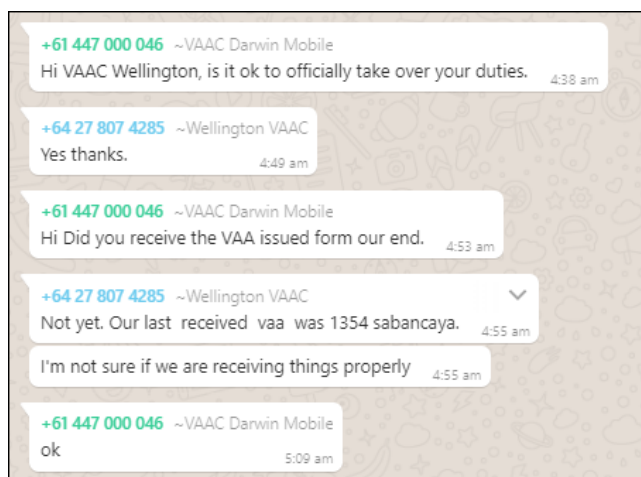 +61 447 000 046 ~VAAC Darwin Mobile
Hi VAAC Wellington, is it ok to officially take over your duties.
4:38 am
+64 27 807 4285 ~Wellington VAAC
Yes thanks.
4:49 am
+61 447 000 046 ~VAAC Darwin Mobile
Hi Did you receive the VAA issued form our end.
4:53 am
+64 27 807 4285 ~Wellington VAAC
Not yet. Our last received vaa was 1354 sabancaya.
4:55 am
I'm not sure if we are receiving things properly
4:55 am
+61 447 000 046 ~VAAC Darwin Mobile
ok
5:09 am